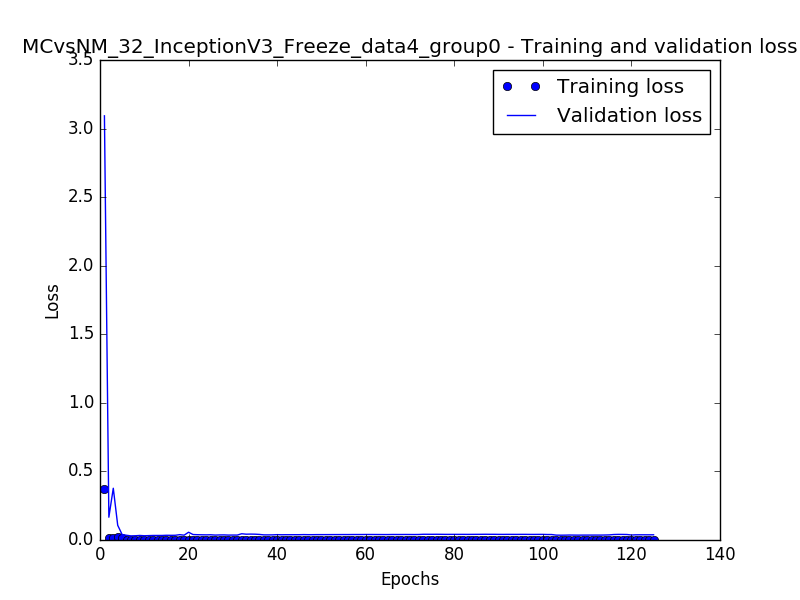 MCvsNM_32_InceptionV3_Freeze_data4_group0 - Training and validation loss
3.5
Training loss
Validation loss
3.0
2.5
2.0
1.5
1.0
0.5
0.0
Loss
0 20 40 60 80 100 120 140
Epochs